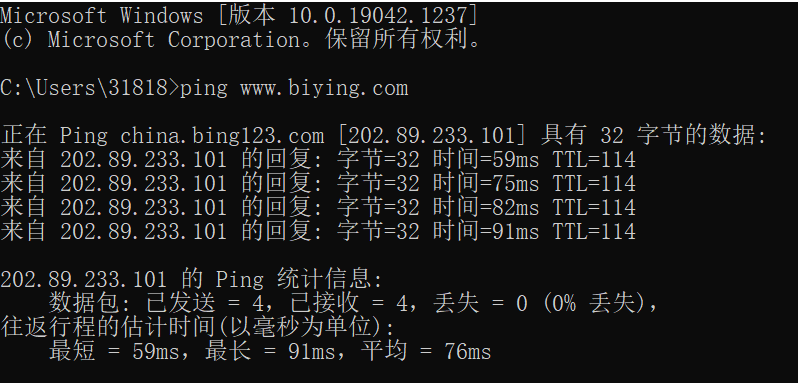 Microsoft Windows [版本 10.0.19042.1237]
(c) Microsoft Corporation。保留所有权利。
C:\Users\31818>ping www.biying.com
正在 Ping china.bing123.com [202.89.233.101] 具有 32 字节的数据:
来自 202.89.233.101 的回复: 字节=32 时间=59ms TTL=114
来自 202.89.233.101 的回复: 字节=32 时间=75ms TTL=114
来自 202.89.233.101 的回复: 字节=32 时间=82ms TTL=114
来自 202.89.233.101 的回复: 字节=32 时间=91ms TTL=114
202.89.233.101 的 Ping 统计信息:
数据包: 已发送 = 4，已接收 = 4，丢失 = 0 (0% 丢失)，
往返行程的估计时间(以毫秒为单位):
最短 = 59ms，最长 = 91ms，平均 = 76ms